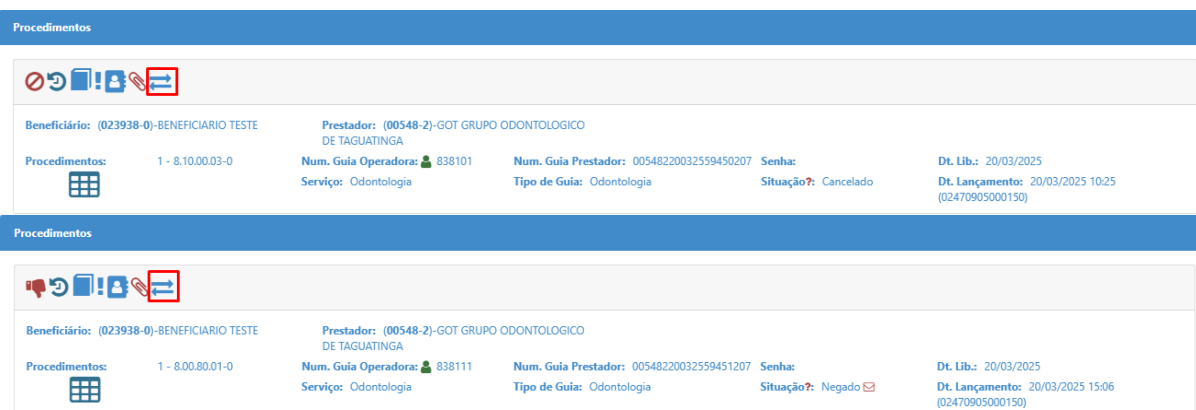 Procedimentos
Beneficiário: (023938-0)-BENEFICIARIO TESTE Prestador: (00548-2)-GOT GRUPO ODONTOLOGICO
DE TAGUATINGA
Procedimentos: 1 - 8.10.00.03-0 Num. Guia Operadora: 838101 Num. Guia Prestador: 00548220032559450207 Senha: Dt. Lib.: 20/03/2025
Serviço: Odontologia Tipo de Guia: Odontologia Situação?: Cancelado Dt. Lançamento: 20/03/2025 10:25
(02470905000150)
Procedimentos
Beneficiário: (023938-0)-BENEFICIARIO TESTE Prestador: (00548-2)-GOT GRUPO ODONTOLOGICO
DE TAGUATINGA
Procedimentos: 1 - 8.00.80.01-0 Num. Guia Operadora: 838111 Num. Guia Prestador: 00548220032559451207 Senha: Dt. Lib.: 20/03/2025
Serviço: Odontologia Tipo de Guia: Odontologia Situação?: Negado Dt. Lançamento: 20/03/2025 15:06
(02470905000150)